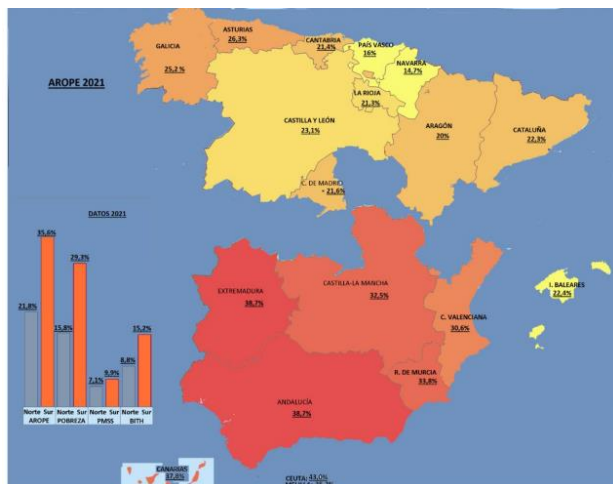 AROPE 2021
GALICIA
25,2 %
ASTURIAS
26,3%
CANTABRIA
21,4%
PAÍS VASCO
16%
NAVARRA
14,7%
LA RIOJA
21,3%
CASTILLA Y LEÓN
23,1%
ARAGÓN
20%
CATALUÑA
22,3%
C. DE MADRID
21,6%
DATOS 2021
35,6%
29,3%
21,8%
15,8%
15,2%
7,1%
9,9%
8,8%
Norte Sur Norte Sur Norte Sur Norte Sur
AROPE POBREZA PMSS BITH
EXTREMADURA
38,7%
CASTILLA-LA MANCHA
32,5%
I. BALEARES
22,4%
C. VALENCIANA
30,6%
R. DE MURCIA
33,8%
ANDALUCÍA
38,7%
CANARIAS
37,8%
CEUTA: 43,0%